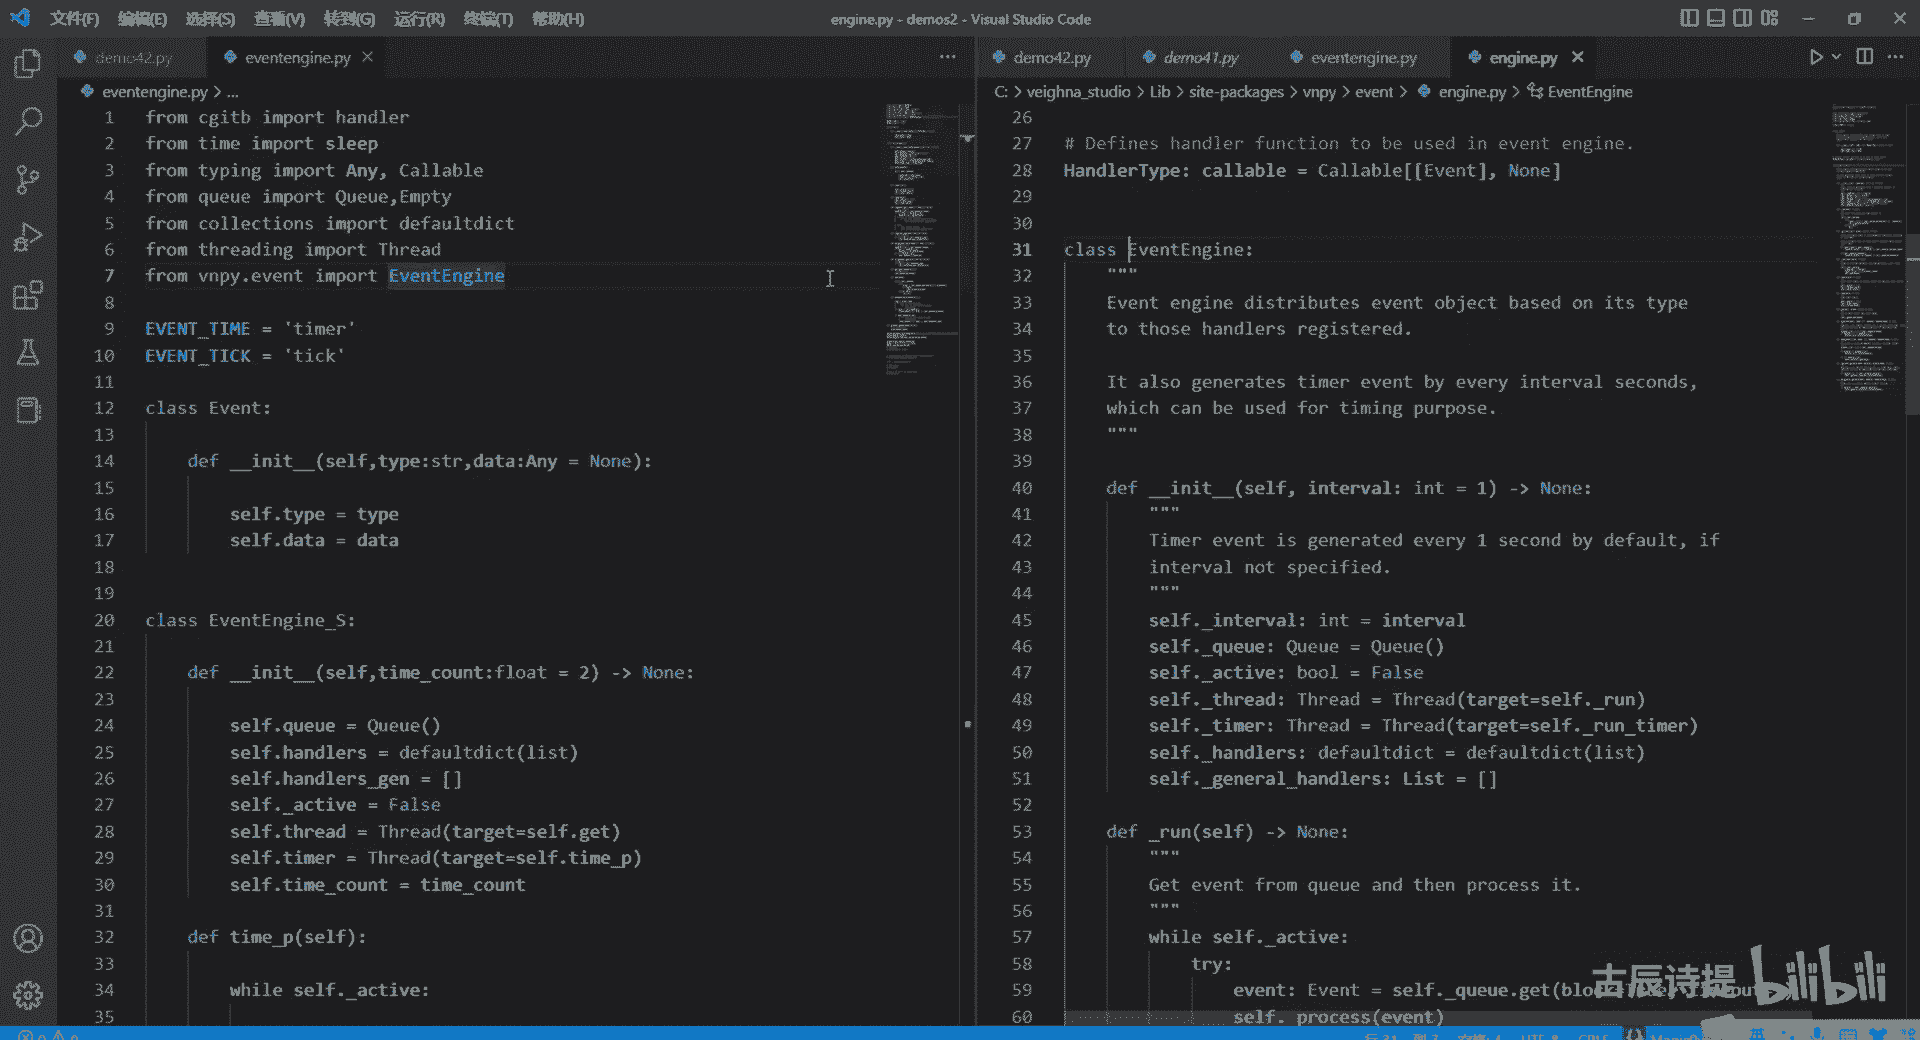 文件(F) 编辑(E) 选择(S) 查看(V) 转到(G) 运行(R) 终端(T) 帮助(H)
engine.py - demos2 - Visual Studio Code
demo42.py
eventengine.py
eventengine.py > ...
1 from cgitb import handler
2 from time import sleep
3 from typing import Any, Callable
4 from queue import Queue,Empty
5 from collections import defaultdict
6 from threading import Thread
7 from vnpy.event import EventEngine
8
9 EVENT_TIME = 'timer'
10 EVENT_TICK = 'tick'
11
12 class Event:
13
14 def __init__(self,type:str,data:Any = None):
15
16 self.type = type
17 self.data = data
18
19
20 class EventEngine_S:
21
22 def __init__(self,time_count:float = 2) -> None:
23
24 self.queue = Queue()
25 self.handlers = defaultdict(list)
26 self.handlers_gen = []
27 self._active = False
28 self.thread = Thread(target=self.get)
29 self.timer = Thread(target=self.time_p)
30 self.time_count = time_count
31
32 def time_p(self):
33
34 while self._active:
35
demo42.py demo41.py eventengine.py engine.py
C: > veighna_studio > Lib > site-packages > vnpy > event > engine.py > EventEngine
26
27 # Defines handler function to be used in event engine.
28 HandlerType: callable = Callable[[Event], None]
29
30
31 class EventEngine:
32 """
33 Event engine distributes event object based on its type
34 to those handlers registered.
35
36 It also generates timer event by every interval seconds,
37 which can be used for timing purpose.
38 """
39
40 def __init__(self, interval: int = 1) -> None:
41 """
42 Timer event is generated every 1 second by default, if
43 interval not specified.
44 """
45 self._interval: int = interval
46 self._queue: Queue = Queue()
47 self._active: bool = False
48 self._thread: Thread = Thread(target=self._run)
49 self._timer: Thread = Thread(target=self._run_timer)
50 self._handlers: defaultdict = defaultdict(list)
51 self._general_handlers: List = []
52
53 def _run(self) -> None:
54 """
55 Get event from queue and then process it.
56 """
57 while self._active:
58 try:
59 event: Event = self._queue.get(
60 self._process(event)
古辰诗提 bilibili